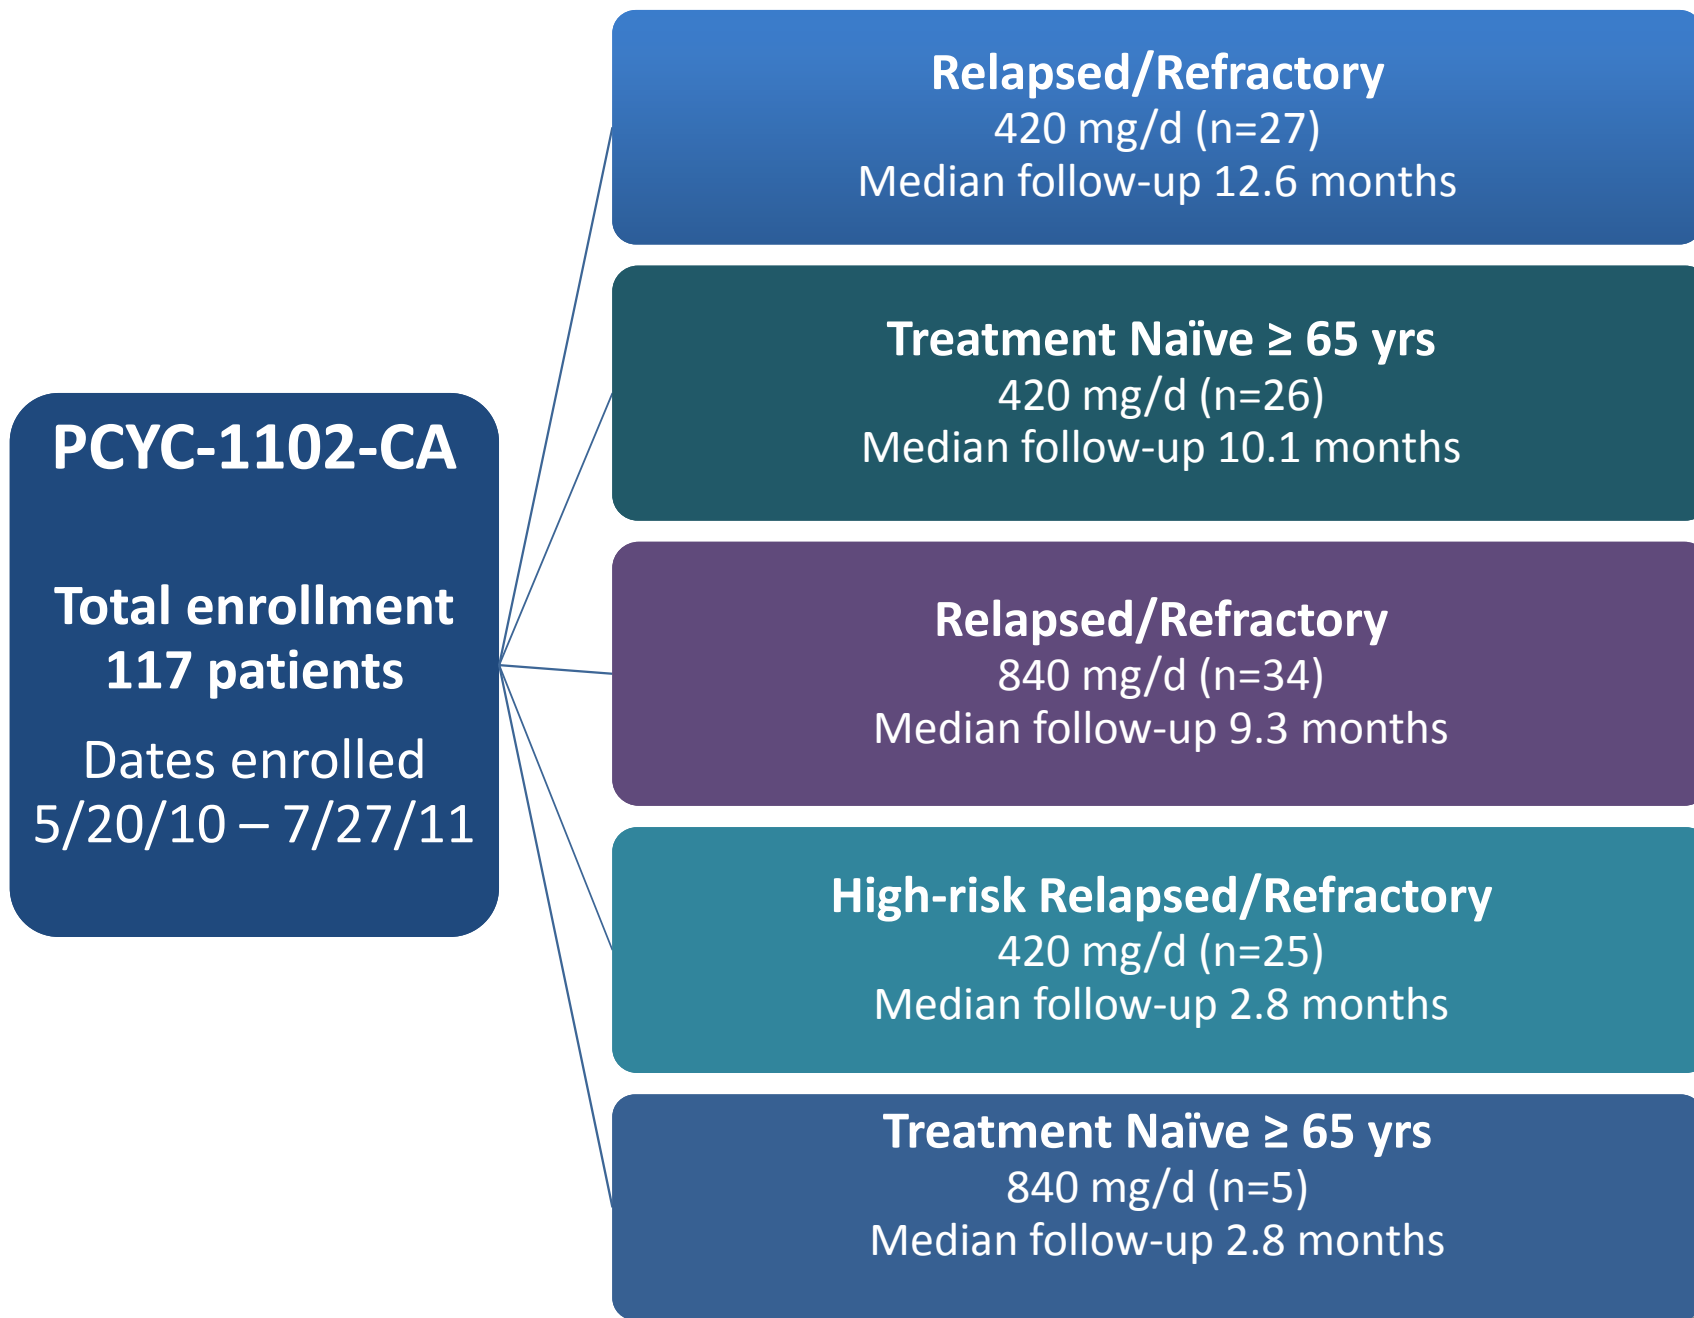 PCYC-1102-CA
Total enrollment
117 patients
Dates enrolled
5/20/10 – 7/27/11
Relapsed/Refractory
420 mg/d (n=27)
Median follow-up 12.6 months
Treatment Naïve ≥ 65 yrs
420 mg/d (n=26)
Median follow-up 10.1 months
Relapsed/Refractory
840 mg/d (n=34)
Median follow-up 9.3 months
High-risk Relapsed/Refractory
420 mg/d (n=25)
Median follow-up 2.8 months
Treatment Naïve ≥ 65 yrs
840 mg/d (n=5)
Median follow-up 2.8 months